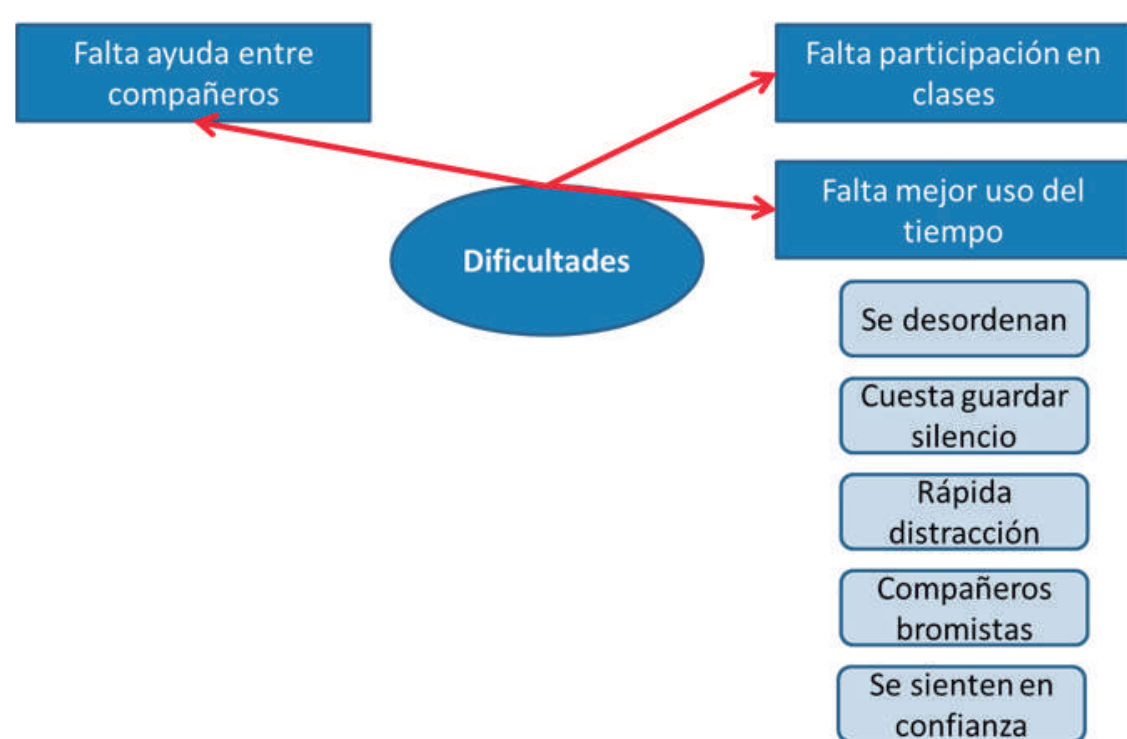 Falta ayuda entre
compañeros
Falta participación en
clases
Falta mejor uso del
tiempo
Dificultades
Se desordenan
Cuesta guardar
silencio
Rápida
distracción
Compañeros
bromistas
Se sienten en
confianza